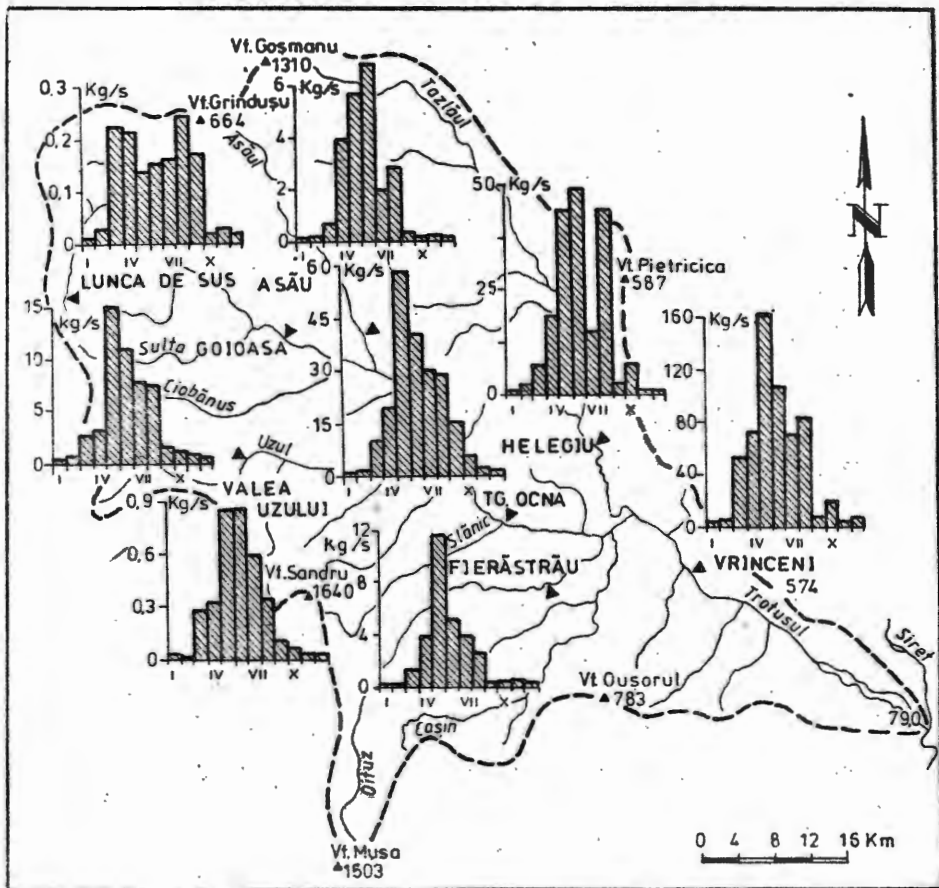 Vf. Goşmanu
1310
Tazlăul
0,3
Kg/s
0,2
0,1
0
I
IV
VII
X
Vf. Grinduşu
664
Asăul
6
Kg/s
4
2
0
I
IV
VII
X
50
Kg/s
25
0
I
IV
VII
X
N
LUNCA DE SUS
ASĂU
Vf. Pietricica
587
15
kg/s
10
5
0
I
IV
VII
X
Sulta
GOIOASA
Ciobănus
60
Kg/s
45
30
15
0
I
IV
VII
X
160
Kg/s
120
80
40
0
I
IV
VII
X
HELEGIU
Uzul
VALEA
UZULUI
TG. OCNA
Slănic
0,9
Kg/s
0,6
0,3
0
I
IV
VII
X
Vf. Sandru
1640
12
Kg/s
8
4
0
I
IV
VII
X
FIERĂSTRĂU
VRINCENI
574
Trotusul
Siret
790
Vf. Ouşorul
783
Casin
Oituz
Vf. Musa
1503
0 4 8 12 16 Km